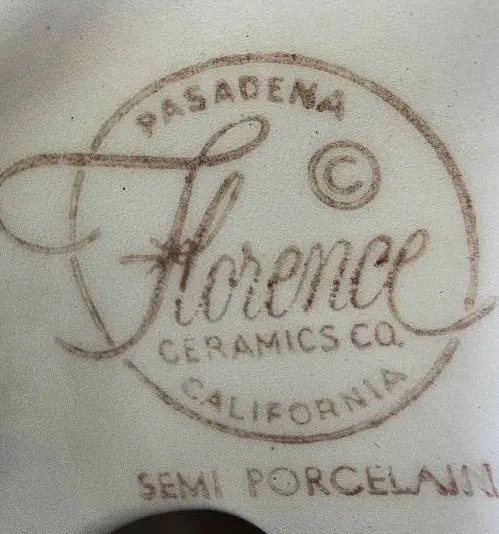 PASADENA
©
Florence
CERAMICS CO.
CALIFORNIA
SEMI PORCELAIN